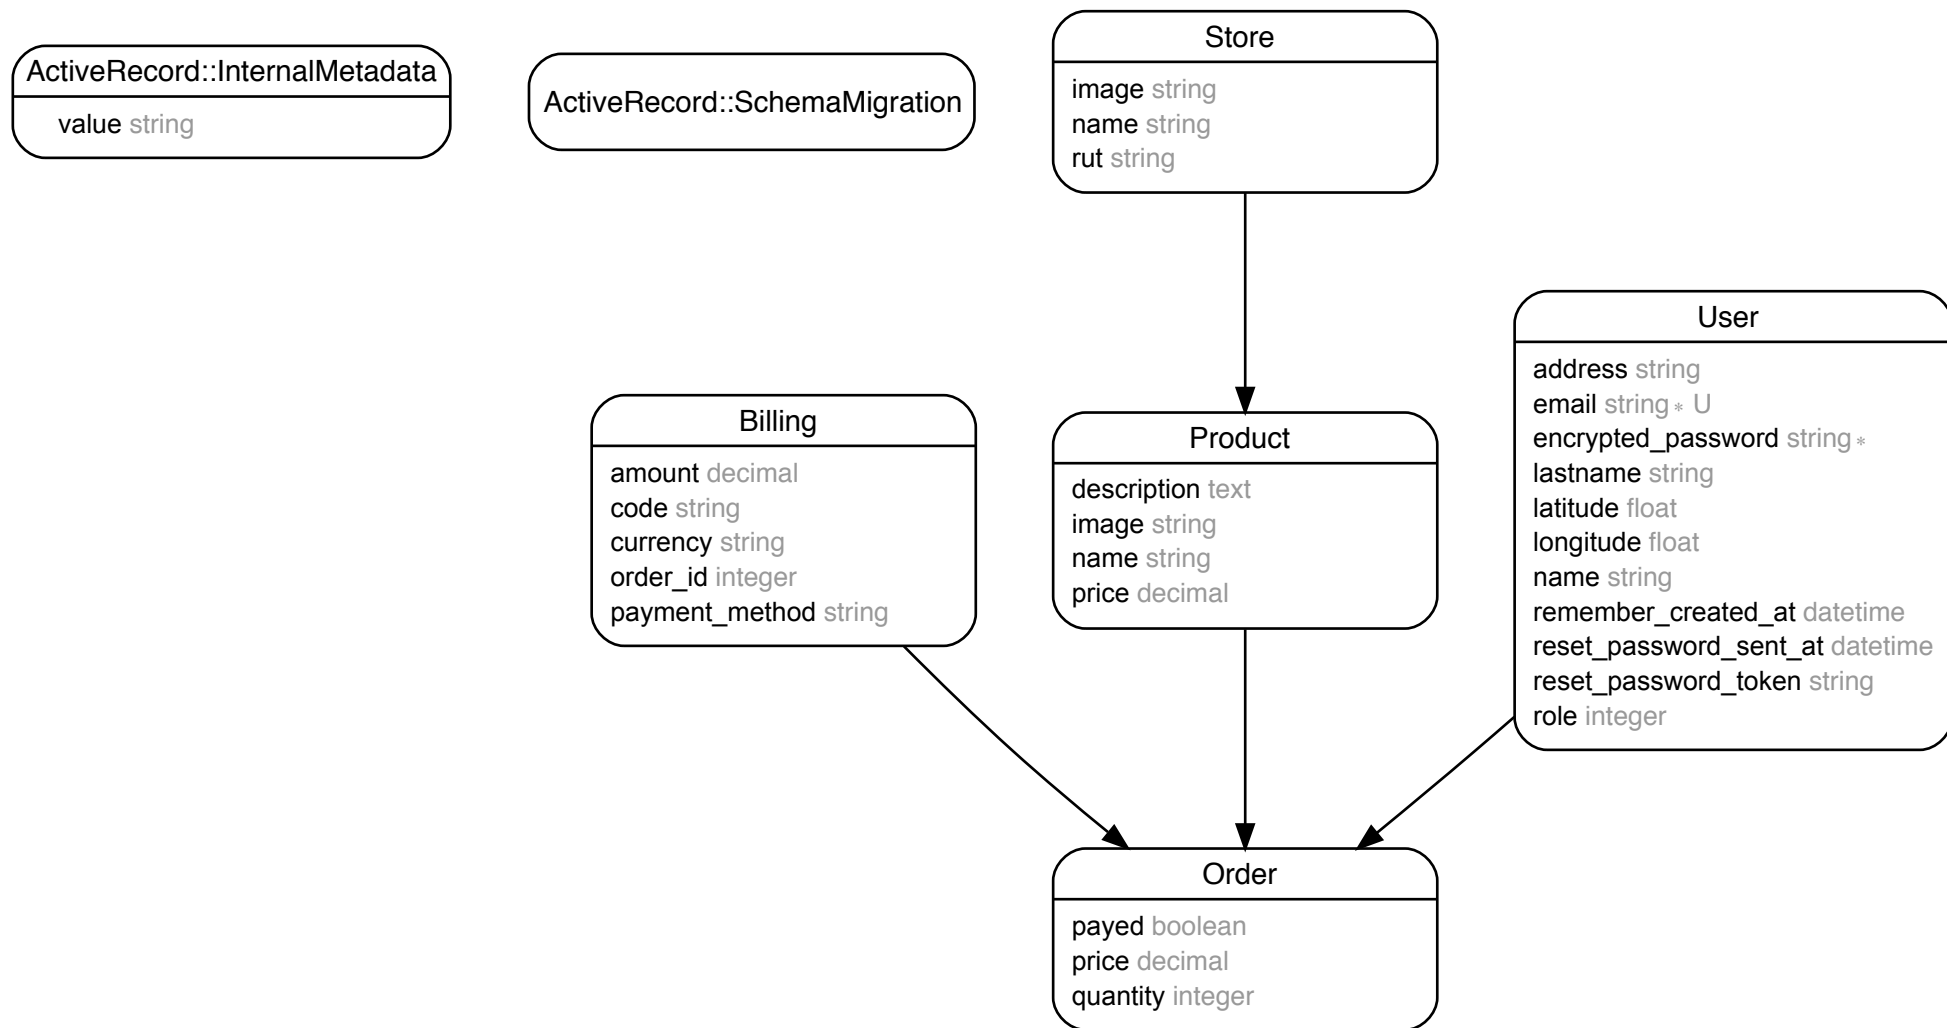 ActiveRecord::InternalMetadata
value string
ActiveRecord::SchemaMigration
Store
image string
name string
rut string
Billing
amount decimal
code string
currency string
order_id integer
payment_method string
Product
description text
image string
name string
price decimal
User
address string
email string* U
encrypted_password string*
lastname string
latitude float
longitude float
name string
remember_created_at datetime
reset_password_sent_at datetime
reset_password_token string
role integer
Order
payed boolean
price decimal
quantity integer